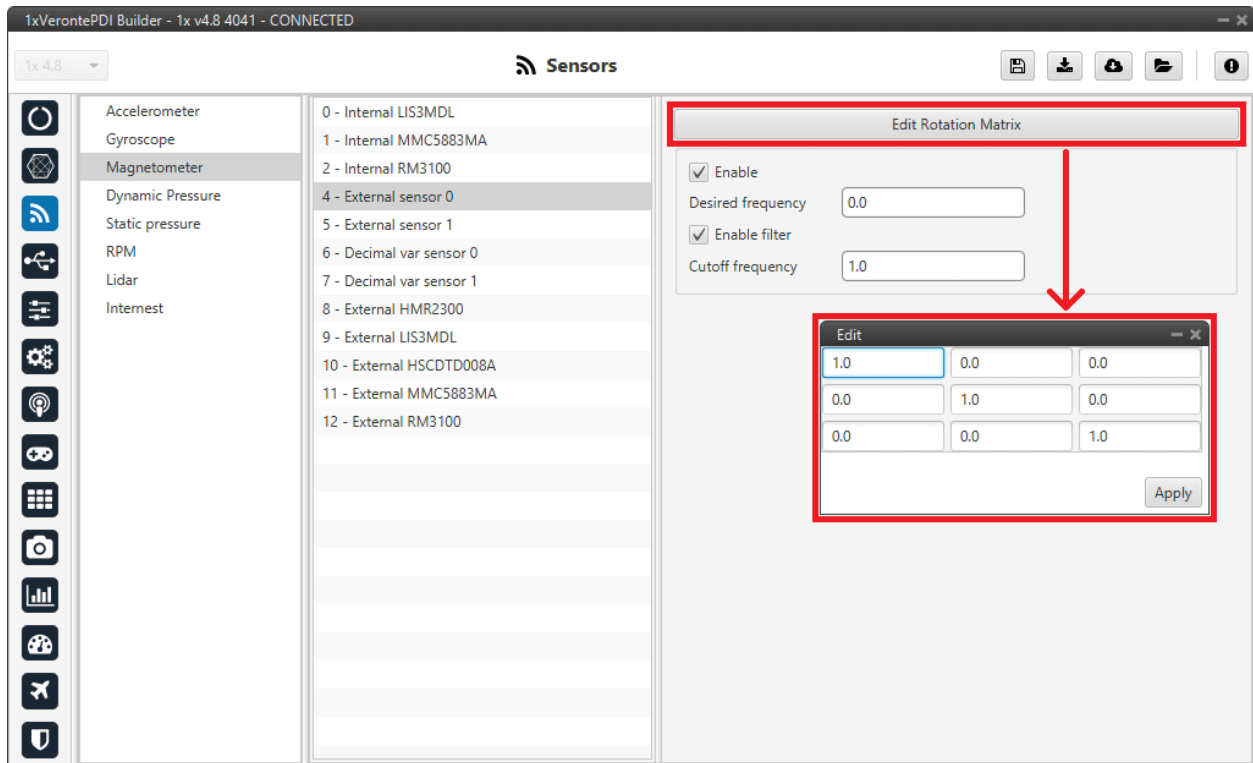 1xVerontePDI Builder - 1x v4.8 4041 - CONNECTED
1x 4.8
Sensors
Accelerometer
Gyroscope
Magnetometer
Dynamic Pressure
Static pressure
RPM
Lidar
Internest
0 - Internal LIS3MDL
1 - Internal MMC5883MA
2 - Internal RM3100
4 - External sensor 0
5 - External sensor 1
6 - Decimal var sensor 0
7 - Decimal var sensor 1
8 - External HMR2300
9 - External LIS3MDL
10 - External HSCDTD008A
11 - External MMC5883MA
12 - External RM3100
Edit Rotation Matrix
Enable
Desired frequency 0.0
Enable filter
Cutoff frequency 1.0
Edit
1.0 0.0 0.0
0.0 1.0 0.0
0.0 0.0 1.0
Apply